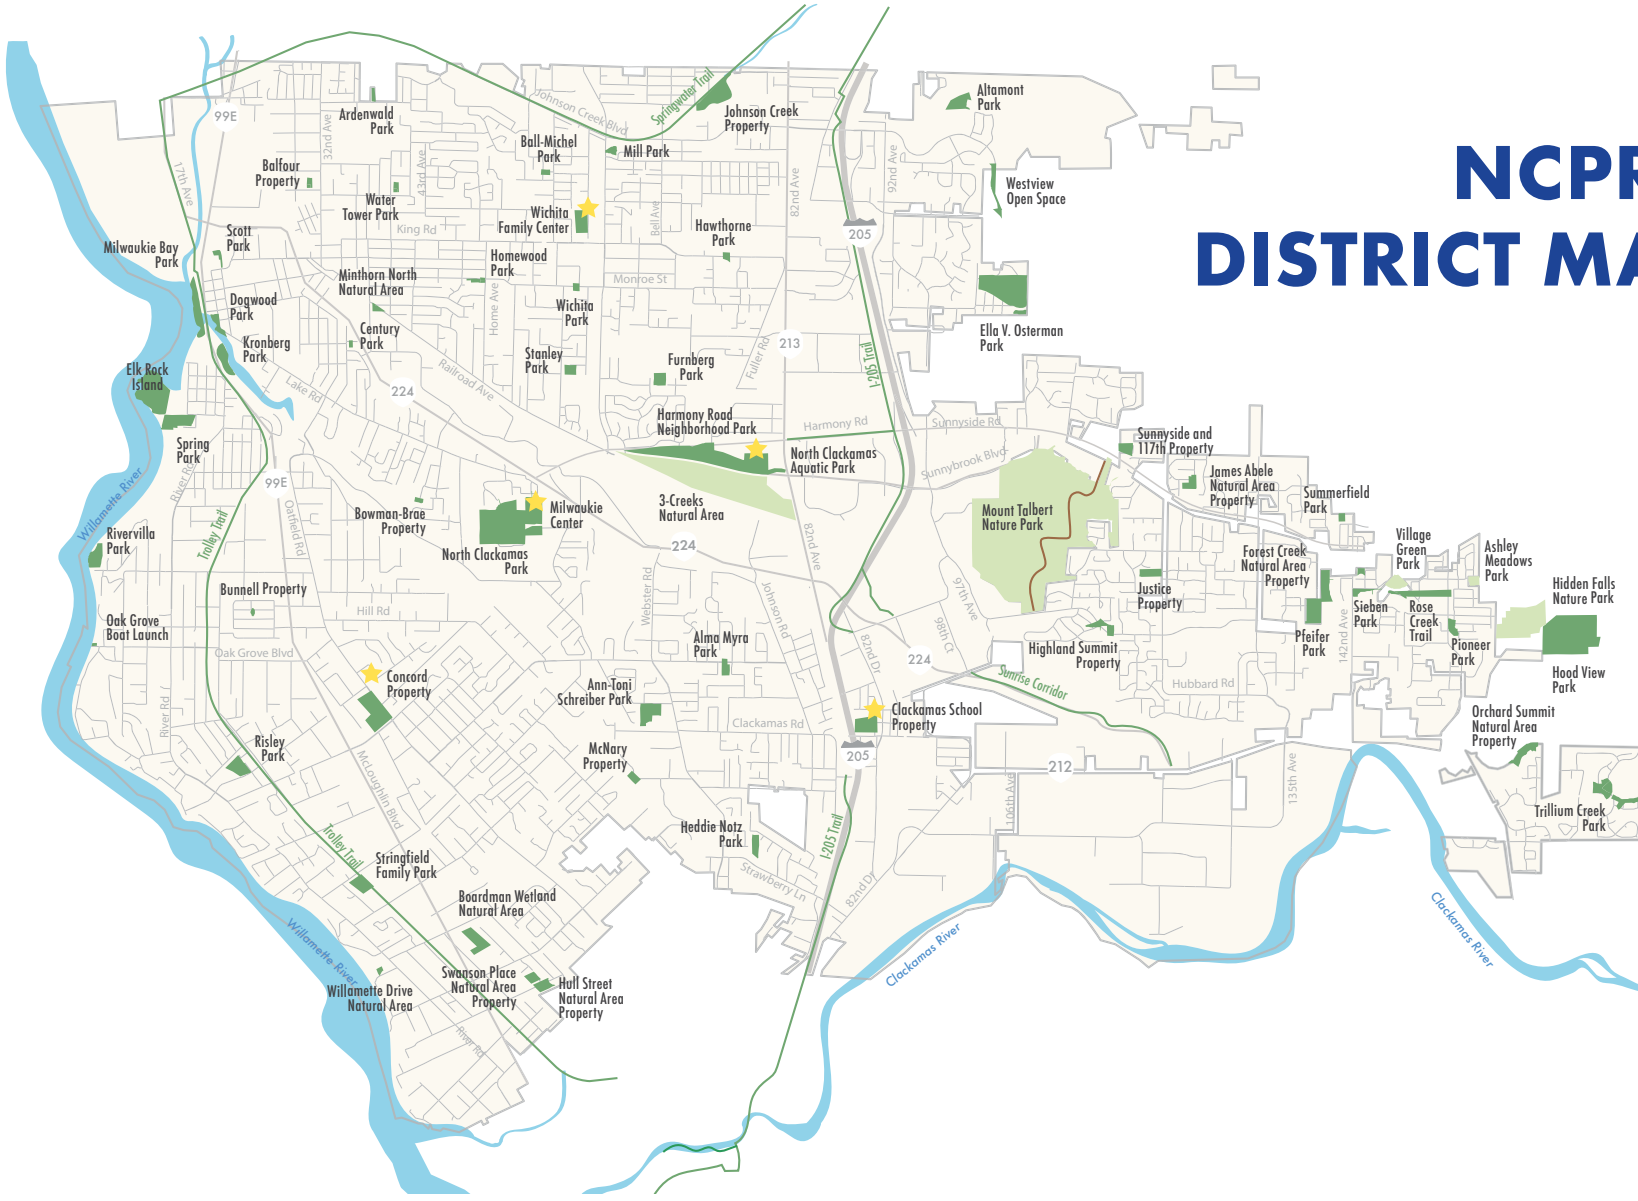 NCPR
DISTRICT MA
99E
Ardenwald
Park
Johnson Creek Blvd
Springwater Trail
Johnson Creek
Property
Altamont
Park
32nd Ave
43rd Ave
Ball-Michel
Park
Mill Park
82nd Ave
92nd Ave
17th Ave
Balfour
Property
Water
Tower Park
King Rd
Wichita
Family Center
Bell Ave
Hawthorne
Park
Westview
Open Space
205
Scott
Park
Milwaukie Bay
Park
Minthorn North
Natural Area
Homewood
Park
Monroe St
Dogwood
Park
Century
Park
Home Ave
Wichita
Park
Kronberg
Park
Ella V. Osterman
Park
213
Fuller Rd
I-205 Trail
Elk Rock
Island
Lake Rd
224
Railroad Ave
Stanley
Park
Furnberg
Park
Harmony Road
Neighborhood Park
Harmony Rd
Sunnyside Rd
Sunnyside and
117th Property
Spring
Park
River Rd
North Clackamas
Aquatic Park
Sunnybrook Blvd
James Abele
Natural Area
Property
Summerfield
Park
Willamette River
99E
Oatfield Rd
Trolley Trail
Bowman-Brae
Property
Milwaukie
Center
North Clackamas
Park
3-Creeks
Natural Area
224
82nd Ave
Mount Talbert
Nature Park
Rivervilla
Park
Forest Creek
Natural Area
Property
Village
Green
Park
Ashley
Meadows
Park
Hidden Falls
Nature Park
Bunnell Property
Hill Rd
Webster Rd
Johnson Rd
97th Ave
98th Ct
Justice
Property
Oak Grove
Boat Launch
Oak Grove Blvd
Alma Myra
Park
82nd Dr
224
Highland Summit
Property
Pfeifer
Park
142nd Ave
Sieben
Park
Rose
Creek
Trail
Pioneer
Park
Hood View
Park
Concord
Property
Ann-Toni
Schreiber Park
Sunrise Corridor
Hubbard Rd
River Rd
Clackamas Rd
Clackamas School
Property
Orchard Summit
Natural Area
Property
Risley
Park
McLoughlin Blvd
McNary
Property
205
212
106th Ave
135th Ave
Trillium Creek
Park
Trolley Trail
Heddie Notz
Park
I-205 Trail
Stringfield
Family Park
Strawberry Ln
82nd Dr
Boardman Wetland
Natural Area
Clackamas River
Clackamas River
Willamette River
Swanson Place
Natural Area
Property
Hull Street
Natural Area
Property
Willamette Drive
Natural Area
River Rd